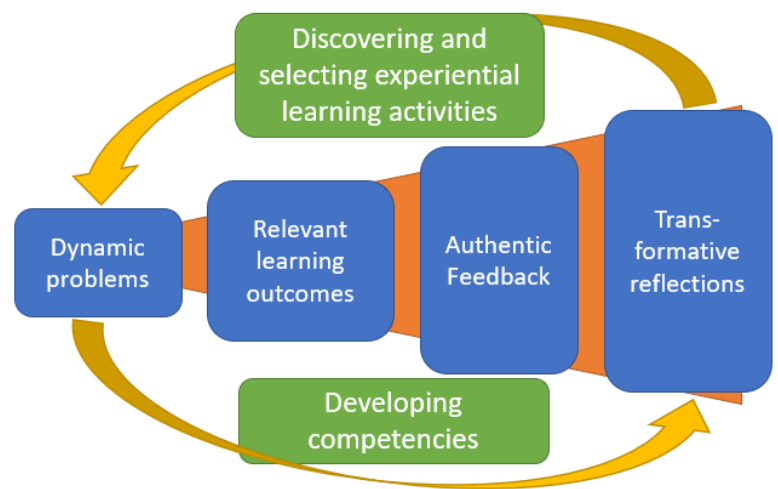 Discovering and
selecting experiential
learning activities
Dynamic
problems
Relevant
learning
outcomes
Authentic
Feedback
Trans-
formative
reflections
Developing
competencies